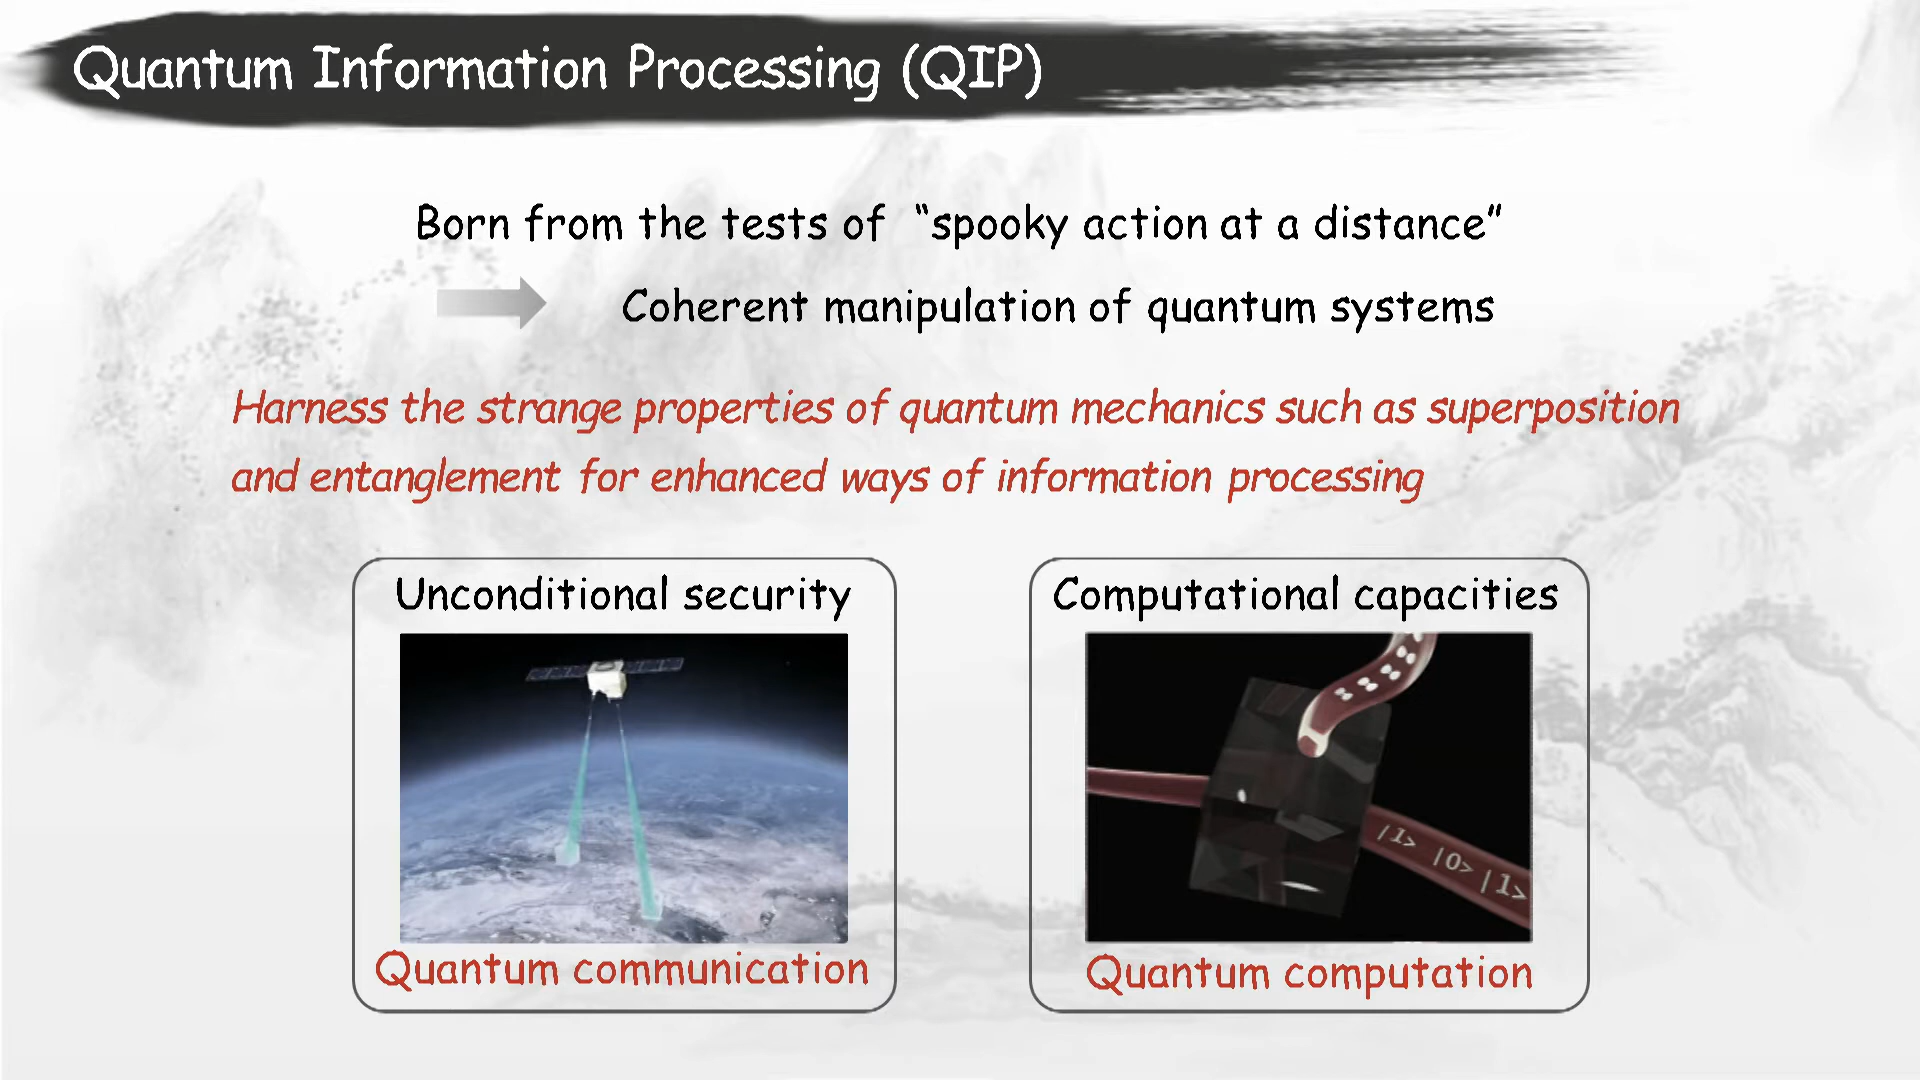 Quantum Information Processing (QIP)
Born from the tests of “spooky action at a distance”
Coherent manipulation of quantum systems
Harness the strange properties of quantum mechanics such as superposition
and entanglement for enhanced ways of information processing
Unconditional security
Quantum communication
Computational capacities
|1> |0> |1>
Quantum computation